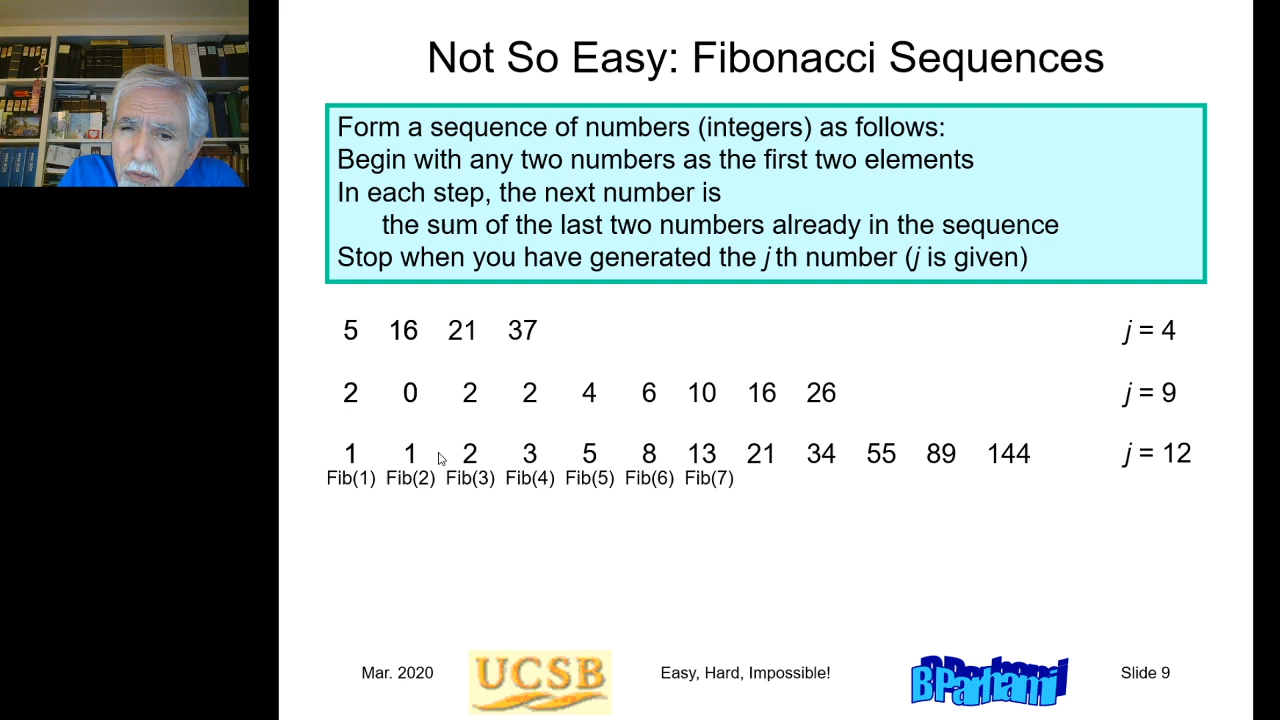 Not So Easy: Fibonacci Sequences
Form a sequence of numbers (integers) as follows:
Begin with any two numbers as the first two elements
In each step, the next number is
the sum of the last two numbers already in the sequence
Stop when you have generated the j th number (j is given)
5 16 21 37 j = 4
2 0 2 2 4 6 10 16 26 j = 9
1 1 2 3 5 8 13 21 34 55 89 144 j = 12
Fib(1) Fib(2) Fib(3) Fib(4) Fib(5) Fib(6) Fib(7)
Mar. 2020 UCSB Easy, Hard, Impossible! B Parhami Slide 9